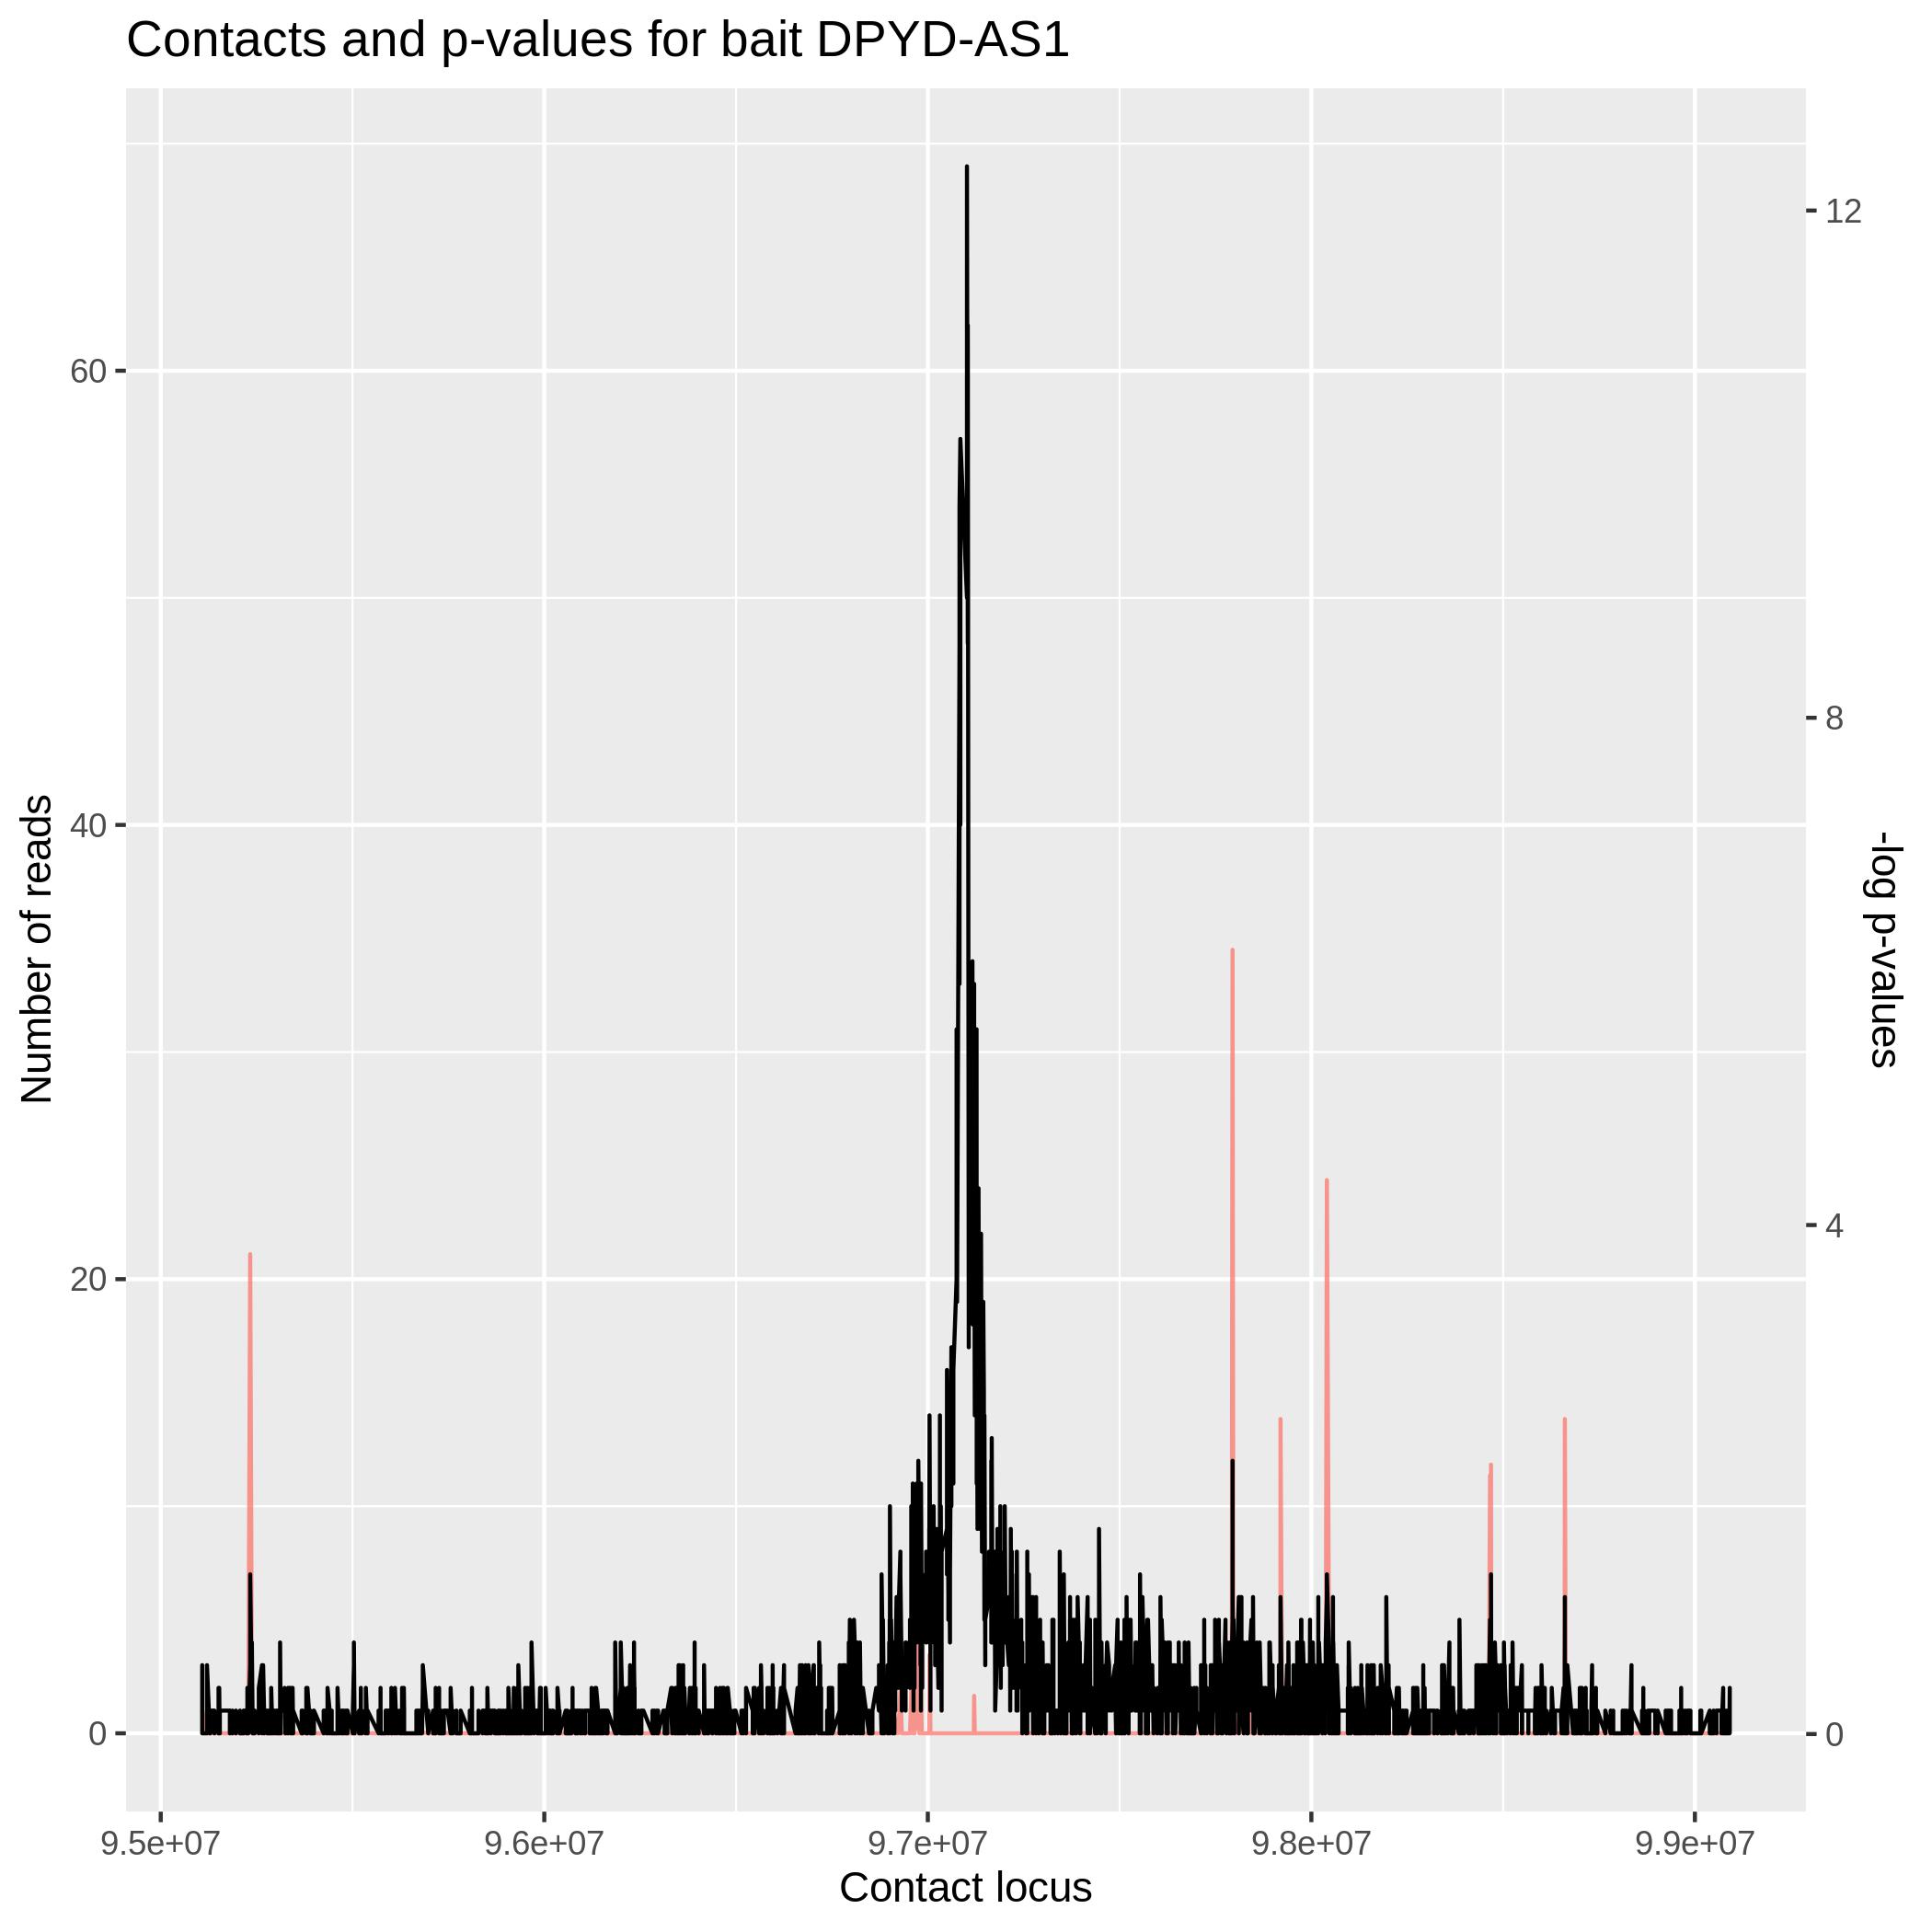 Contacts and p-values for bait DPYD-AS1
Number of reads
60
40
20
0
12
8
4
0
-log p-values
9.5e+07
9.6e+07
9.7e+07
9.8e+07
9.9e+07
Contact locus